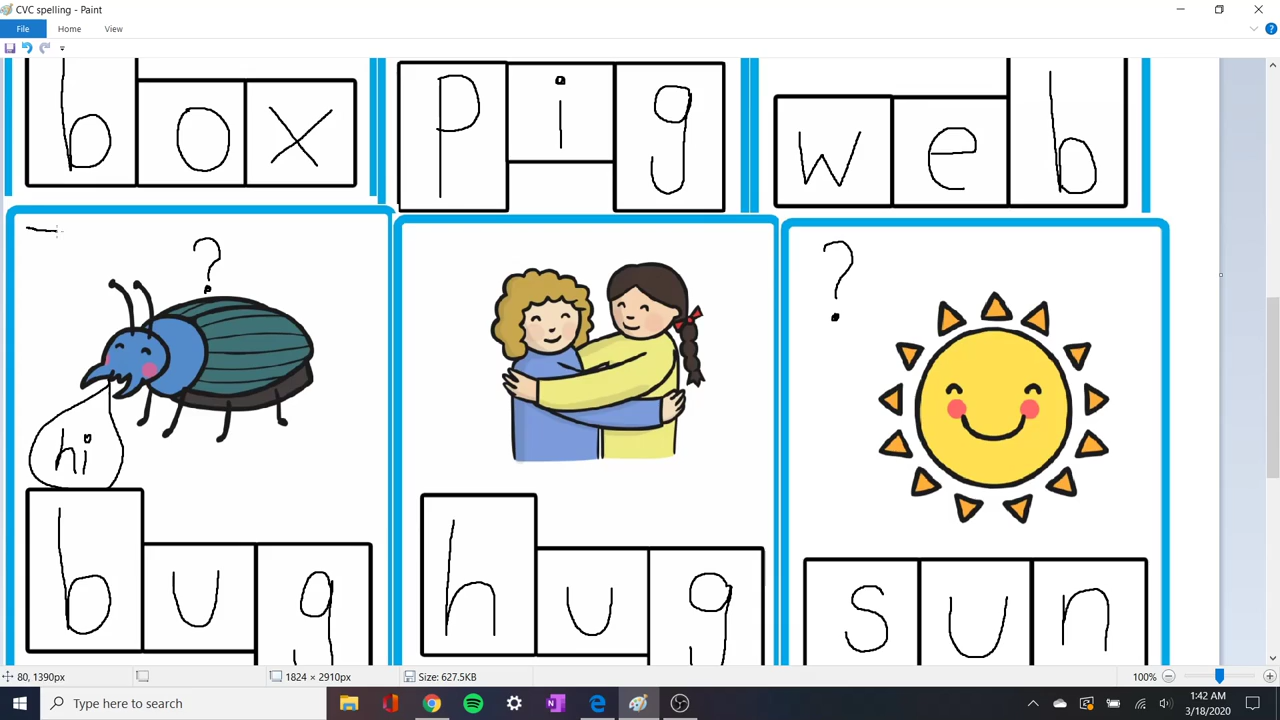 CVC spelling - Paint
File Home View
box
pig
web
?
hi
bug
hug
?
sun
80, 1390px
1824 × 2910px
Size: 627.5KB
100%
Type here to search
1:42 AM
3/18/2020